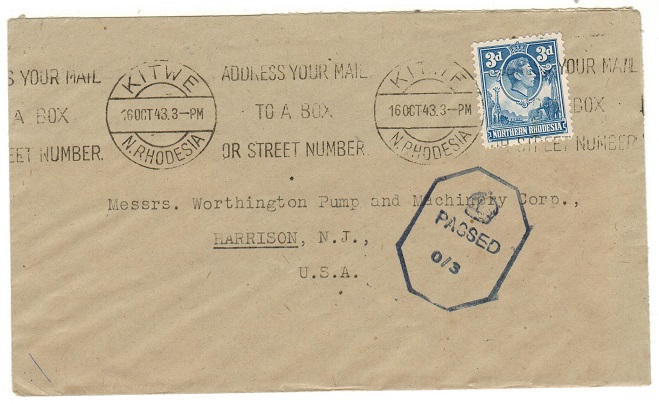 S YOUR MAIL
A BOX
EET NUMBER.
KITWE
16 OCT 43. 3-PM
N. RHODESIA
ADDRESS YOUR MAIL
TO A BOX
OR STREET NUMBER.
KITWE
16 OCT 43. 3-PM
N. RHODESIA
YOUR MAIL
BOX
STREET NUMBER
3d 3d
NORTHERN RHODESIA
Messrs. Worthington Pump and Machinery Corp.,
HARRISON, N.J.,
U.S.A.
PASSED
0/3